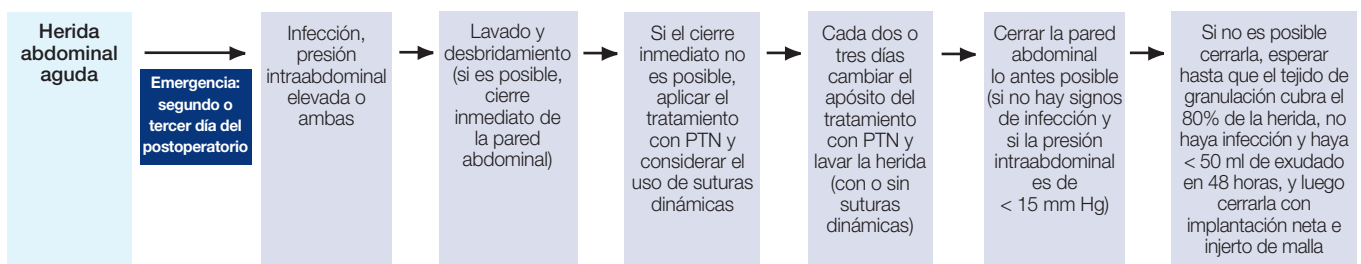 Herida
abdominal
aguda
Emergencia:
segundo o
tercer día del
postoperatorio
Infección,
presión
intraabdominal
elevada o
ambas
Lavado y
desbridamiento
(si es posible,
cierre
inmediato de
la pared
abdominal)
Si el cierre
inmediato no
es posible,
aplicar el
tratamiento
con PTN y
considerar el
uso de suturas
dinámicas
Cada dos o
tres días
cambiar el
apósito del
tratamiento
con PTN y
lavar la herida
(con o sin
suturas
dinámicas)
Cerrar la pared
abdominal
lo antes posible
(si no hay signos
de infección y
si la presión
intraabdominal
es de
< 15 mm Hg)
Si no es posible
cerrarla, esperar
hasta que el tejido de
granulación cubra el
80% de la herida, no
haya infección y haya
< 50 ml de exudado
en 48 horas, y luego
cerrarla con
implantación neta e
injerto de malla